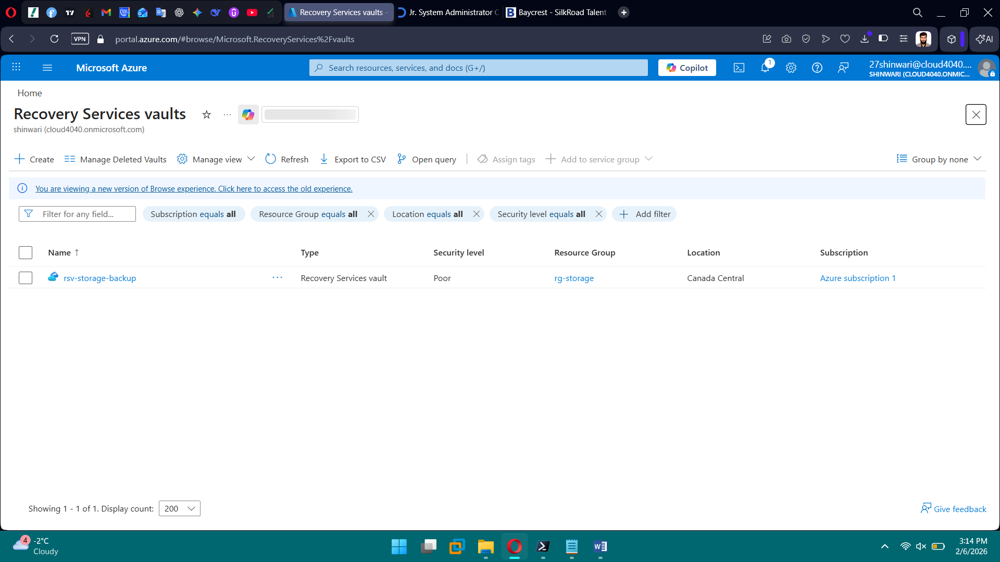 Recovery Services vaults -
Jr. System Administrator C
Baycrest - SilkRoad Talent
VPN
portal.azure.com/#browse/Microsoft.RecoveryServices%2Fvaults
AI
Microsoft Azure
Search resources, services, and docs (G+/)
Copilot
1
27shinwari@cloud4040....
SHINWARI (CLOUD4040.ONMIC...
Home
Recovery Services vaults
shinwari (cloud4040.onmicrosoft.com)
Create
Manage Deleted Vaults
Manage view
Refresh
Export to CSV
Open query
Assign tags
Add to service group
Group by none
You are viewing a new version of Browse experience. Click here to access the old experience.
Filter for any field...
Subscription equals all
Resource Group equals all
Location equals all
Security level equals all
Add filter
Name ↑ Type Security level Resource Group Location Subscription
rsv-storage-backup ... Recovery Services vault Poor rg-storage Canada Central Azure subscription 1
Showing 1 - 1 of 1. Display count: 200
Give feedback
4
-2°C
Cloudy
3:14 PM
2/6/2026